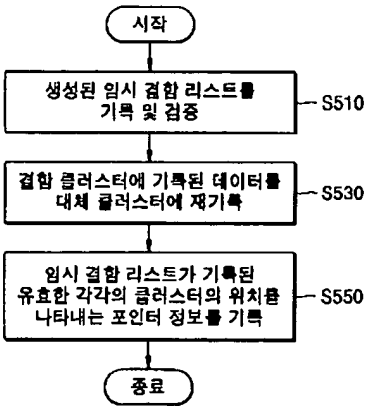 시작
생성된 임시 결함 리스트를
기록 및 검증
S510
결함 클러스터에 기록된 데이터를
대체 클러스터에 재기록
S530
임시 결함 리스트가 기록된
유효한 각각의 클러스터의 위치를
나타내는 포인터 정보를 기록
S550
종료